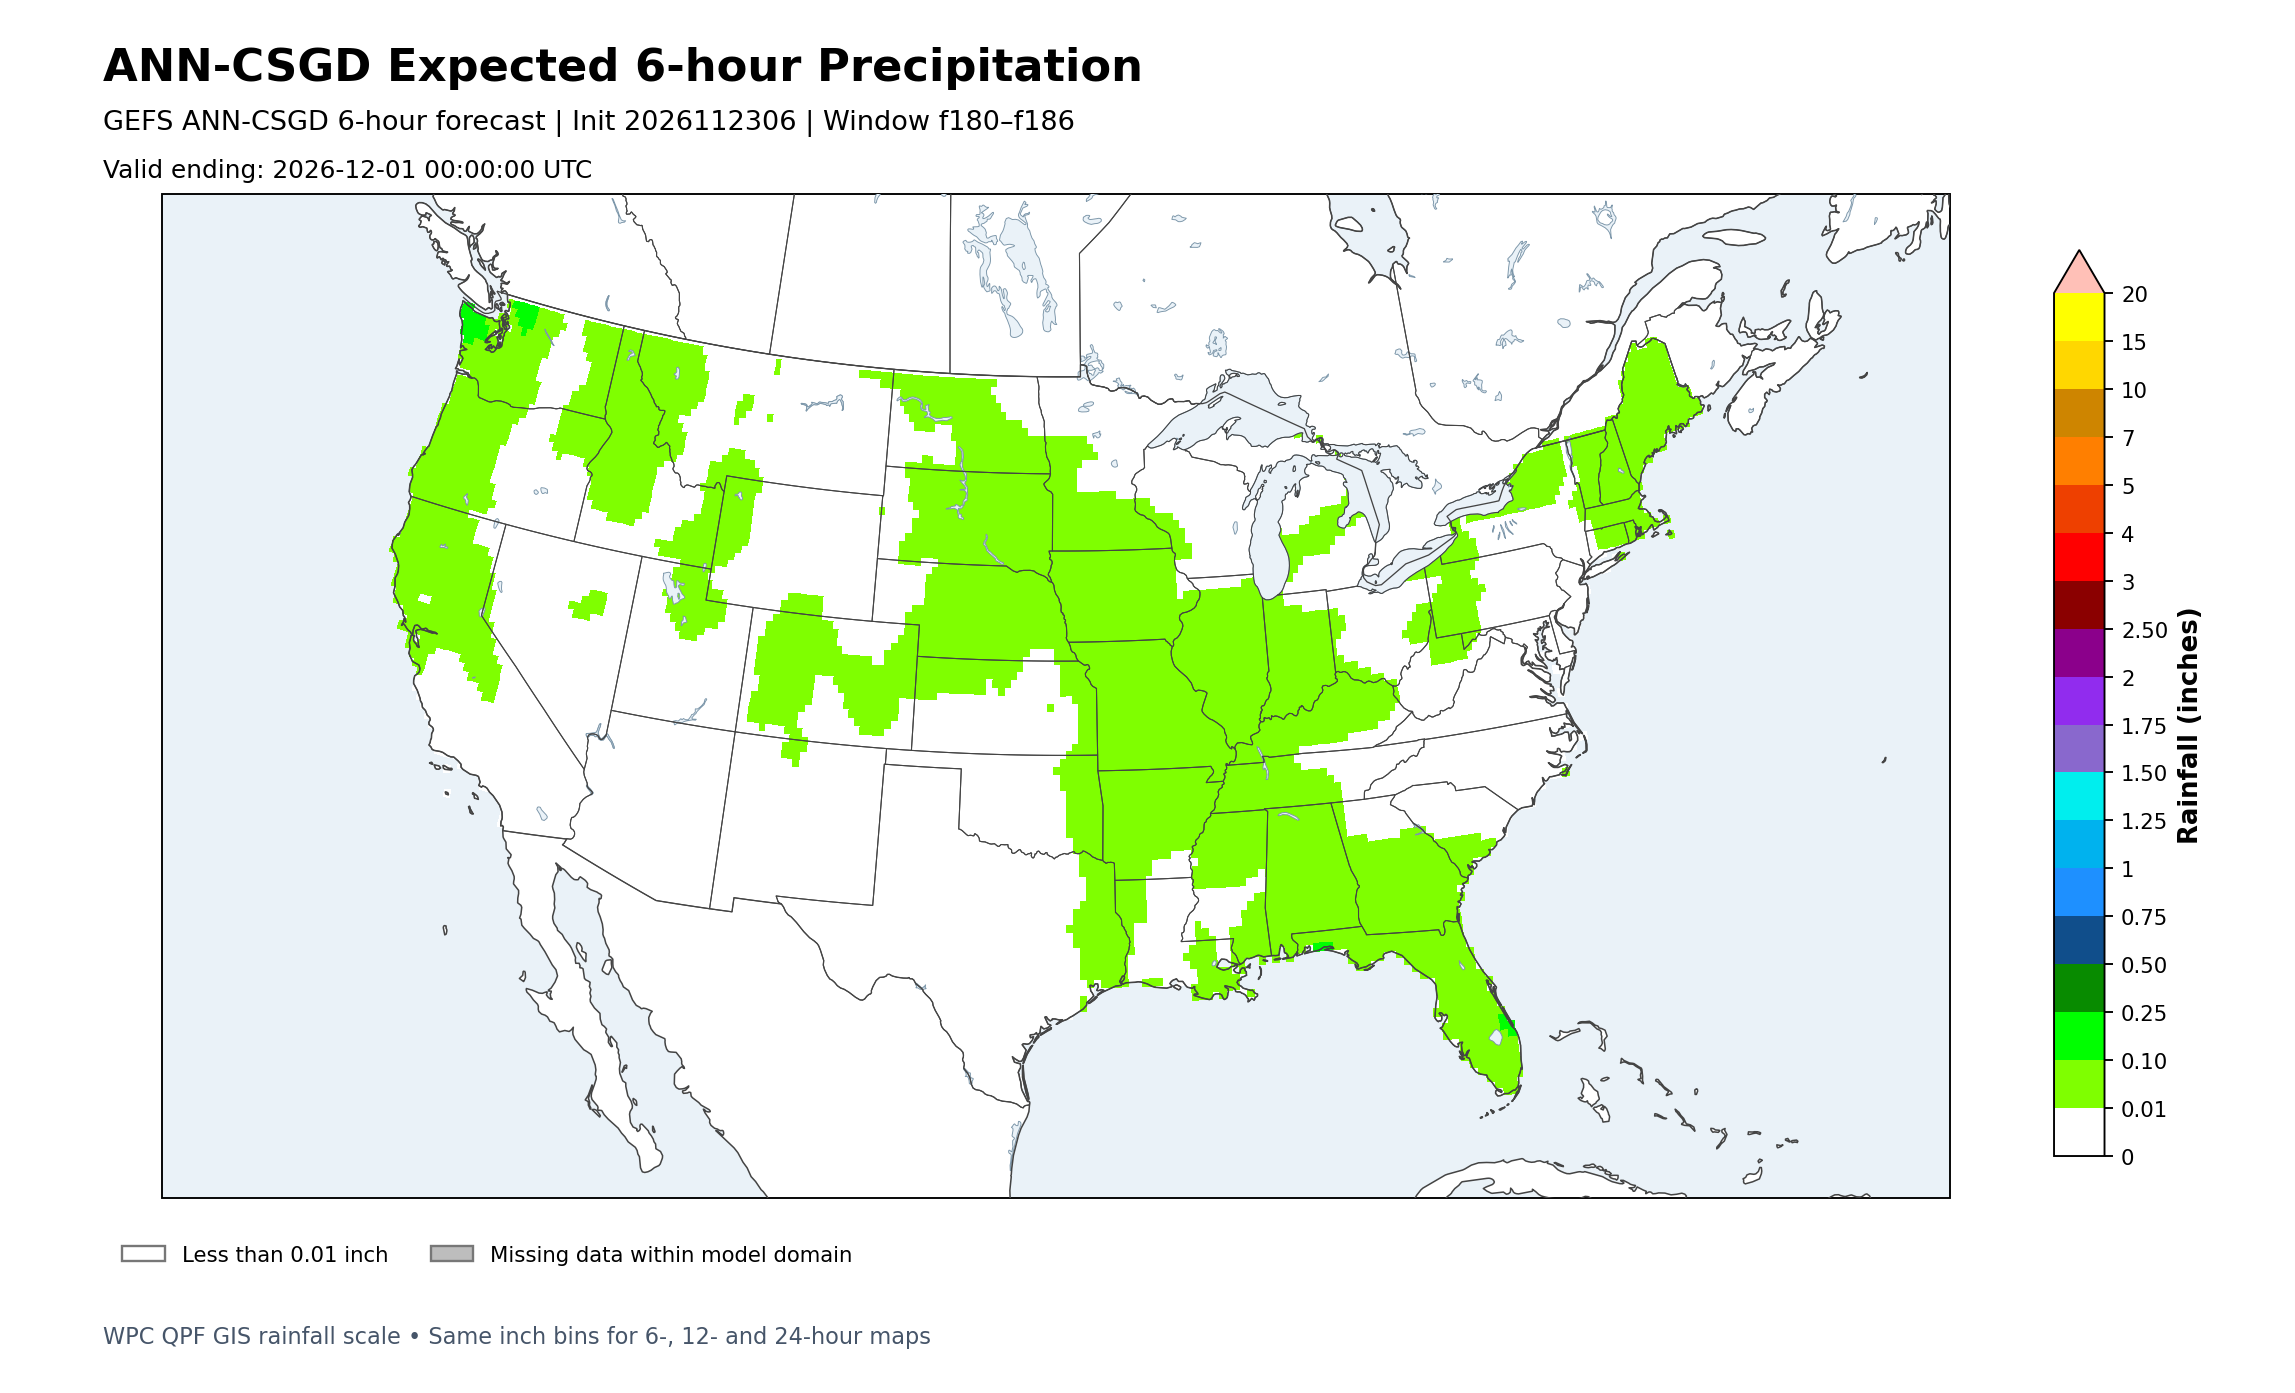 ANN-CSGD Expected 6-hour Precipitation
GEFS ANN-CSGD 6-hour forecast | Init 2026112306 | Window f180–f186
Valid ending: 2026-12-01 00:00:00 UTC
20
15
10
7
5
4
3
2.50
2
1.75
1.50
1.25
1
0.75
0.50
0.25
0.10
0.01
0
Rainfall (inches)
Less than 0.01 inch
Missing data within model domain
WPC QPF GIS rainfall scale • Same inch bins for 6-, 12- and 24-hour maps